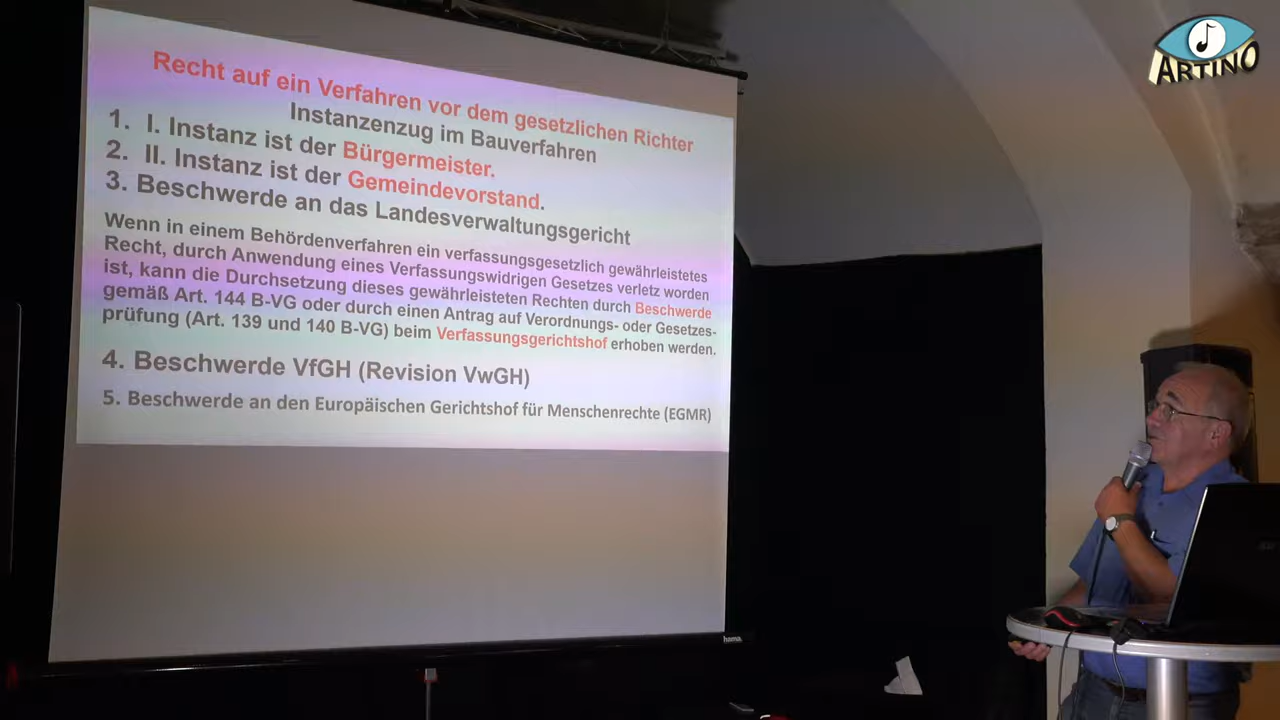 Recht auf ein Verfahren vor dem gesetzlichen Richter
Instanzenzug im Bauverfahren
1. I. Instanz ist der Bürgermeister.
2. II. Instanz ist der Gemeindevorstand.
3. Beschwerde an das Landesverwaltungsgericht
Wenn in einem Behördenverfahren ein verfassungsgesetzlich gewährleistetes
Recht, durch Anwendung eines Verfassungswidrigen Gesetzes verletz worden
ist, kann die Durchsetzung dieses gewährleisteten Rechten durch Beschwerde
gemäß Art. 144 B-VG oder durch einen Antrag auf Verordnungs- oder Gesetzes-
prüfung (Art. 139 und 140 B-VG) beim Verfassungsgerichtshof erhoben werden.
4. Beschwerde VfGH (Revision VwGH)
5. Beschwerde an den Europäischen Gerichtshof für Menschenrechte (EGMR)
hama.
ARTINO